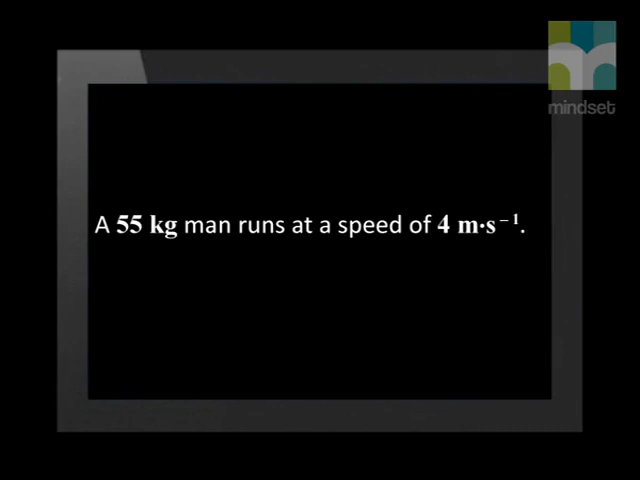 mindset
A 55 kg man runs at a speed of 4 m·s⁻¹.